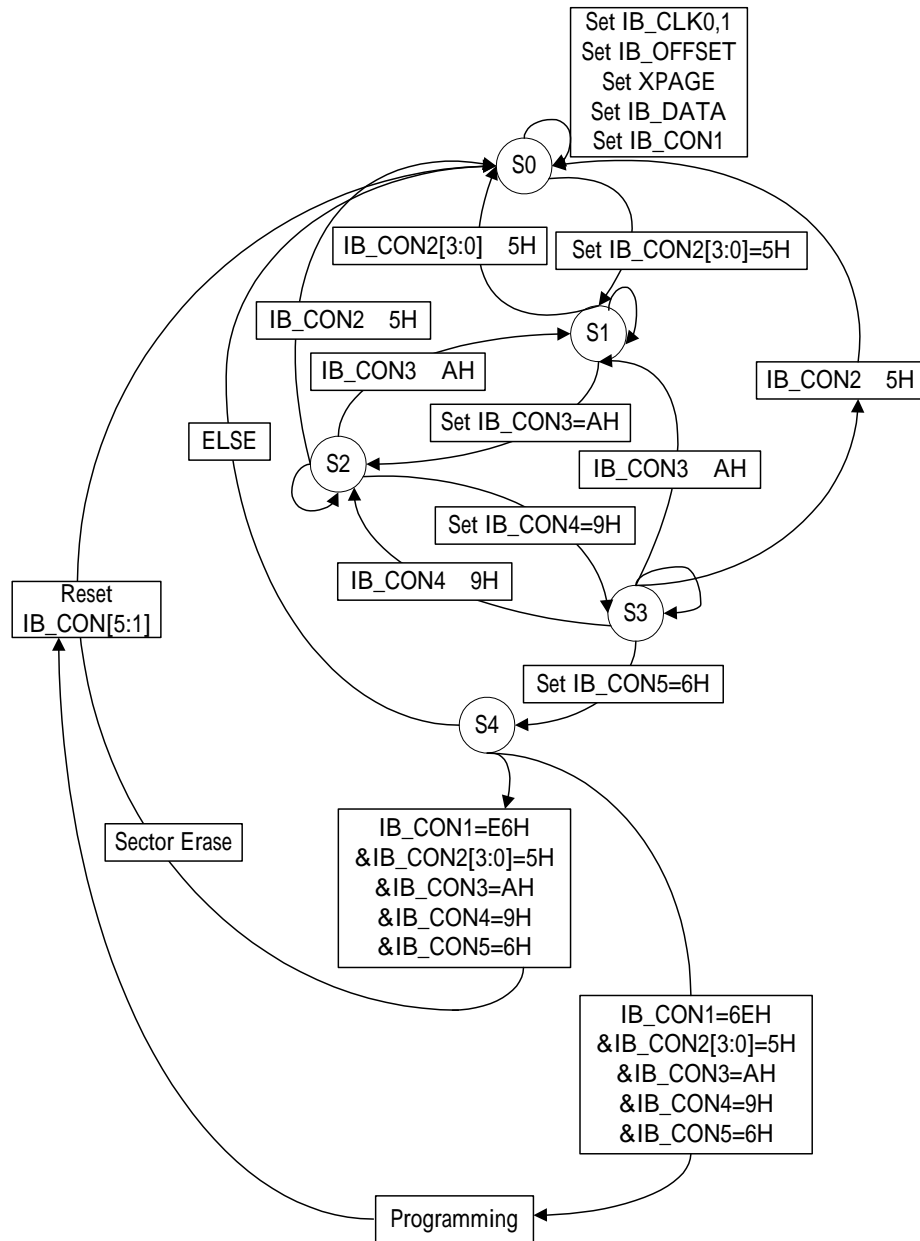 Set IB_CLK0,1
Set IB_OFFSET
Set XPAGE
Set IB_DATA
Set IB_CON1
S0
IB_CON2[3:0] 5H
Set IB_CON2[3:0]=5H
IB_CON2 5H
S1
IB_CON3 AH
IB_CON2 5H
Set IB_CON3=AH
ELSE
S2
IB_CON3 AH
Set IB_CON4=9H
IB_CON4 9H
Reset
IB_CON[5:1]
S3
Set IB_CON5=6H
S4
IB_CON1=E6H
&IB_CON2[3:0]=5H
&IB_CON3=AH
&IB_CON4=9H
&IB_CON5=6H
Sector Erase
IB_CON1=6EH
&IB_CON2[3:0]=5H
&IB_CON3=AH
&IB_CON4=9H
&IB_CON5=6H
Programming